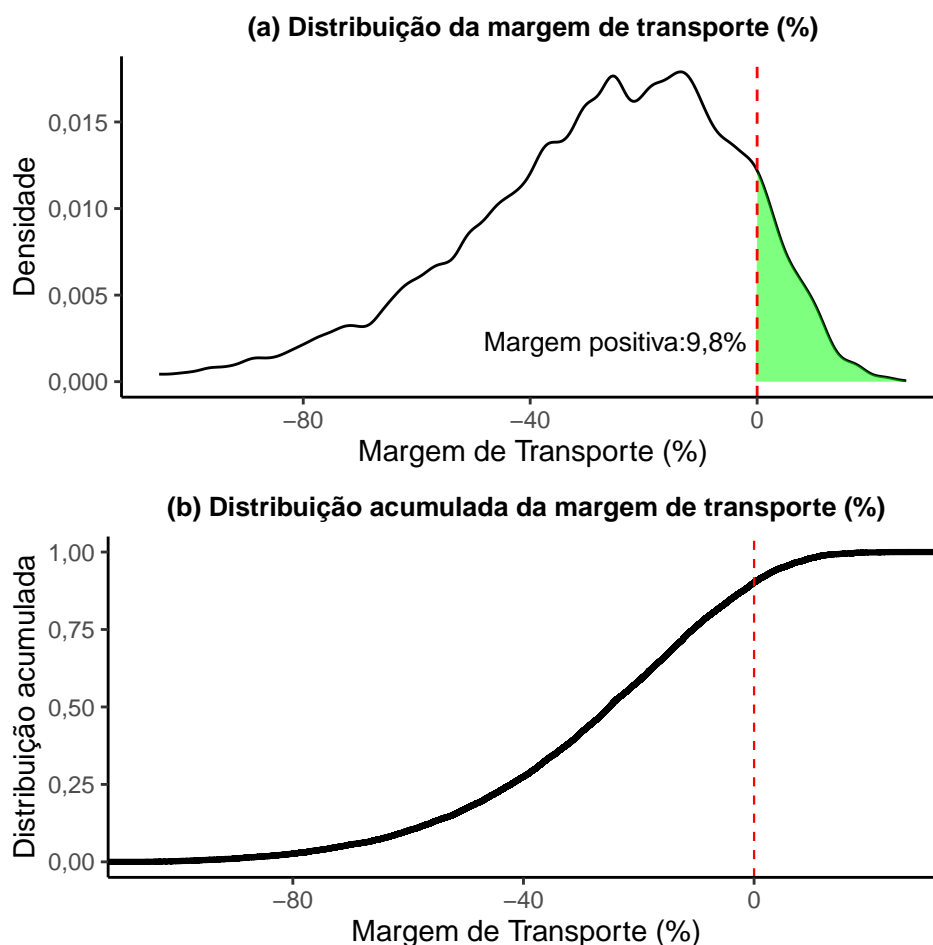 (a) Distribuição da margem de transporte (%)
Densidade
0,015
0,010
0,005
0,000
Margem positiva:9,8%
−80
−40
0
Margem de Transporte (%)
(b) Distribuição acumulada da margem de transporte (%)
Distribuição acumulada
1,00
0,75
0,50
0,25
0,00
−80
−40
0
Margem de Transporte (%)